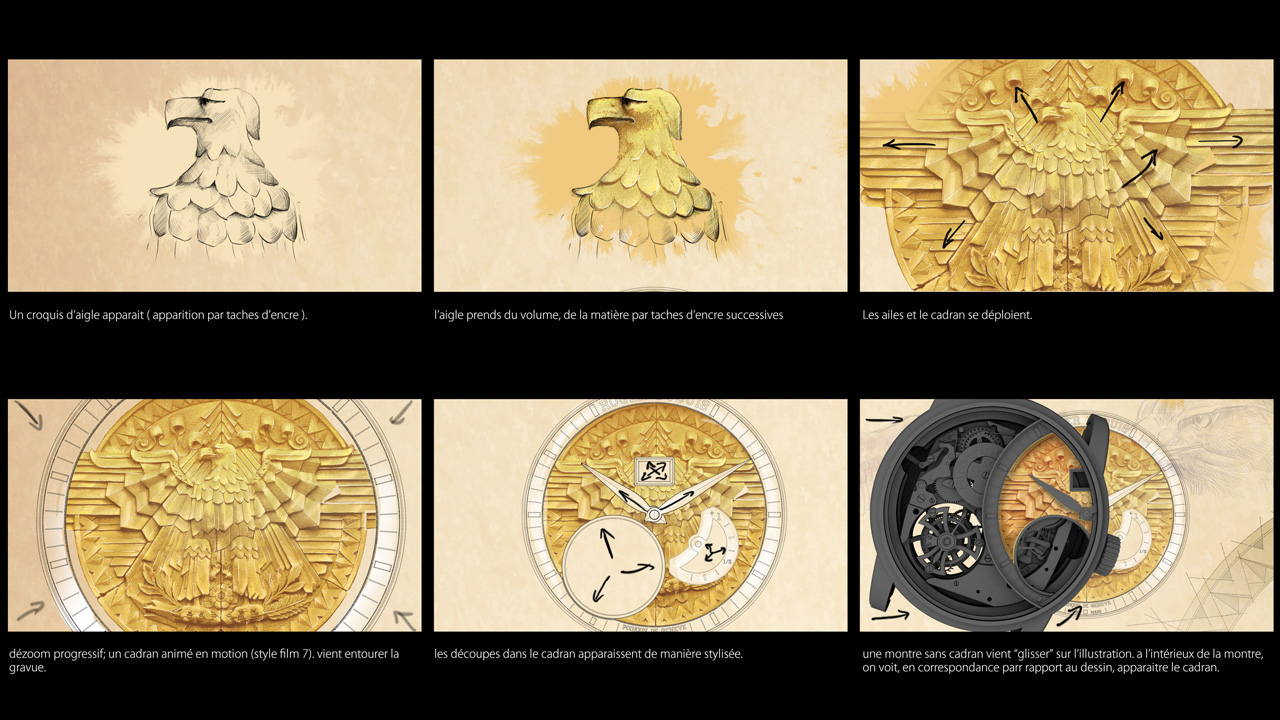 Un croquis d'aigle apparait ( apparition par taches d'encre ).
l'aigle prends du volume, de la matière par taches d'encre successives
Les ailes et le cadran se déploient.
dézoom progressif; un cadran animé en motion (style film 7). vient entourer la
gravue.
les découpes dans le cadran apparaissent de manière stylisée.
une montre sans cadran vient "glisser" sur l'illustration. a l'intérieux de la montre,
on voit, en correspondance parr rapport au dessin, apparaitre le cadran.